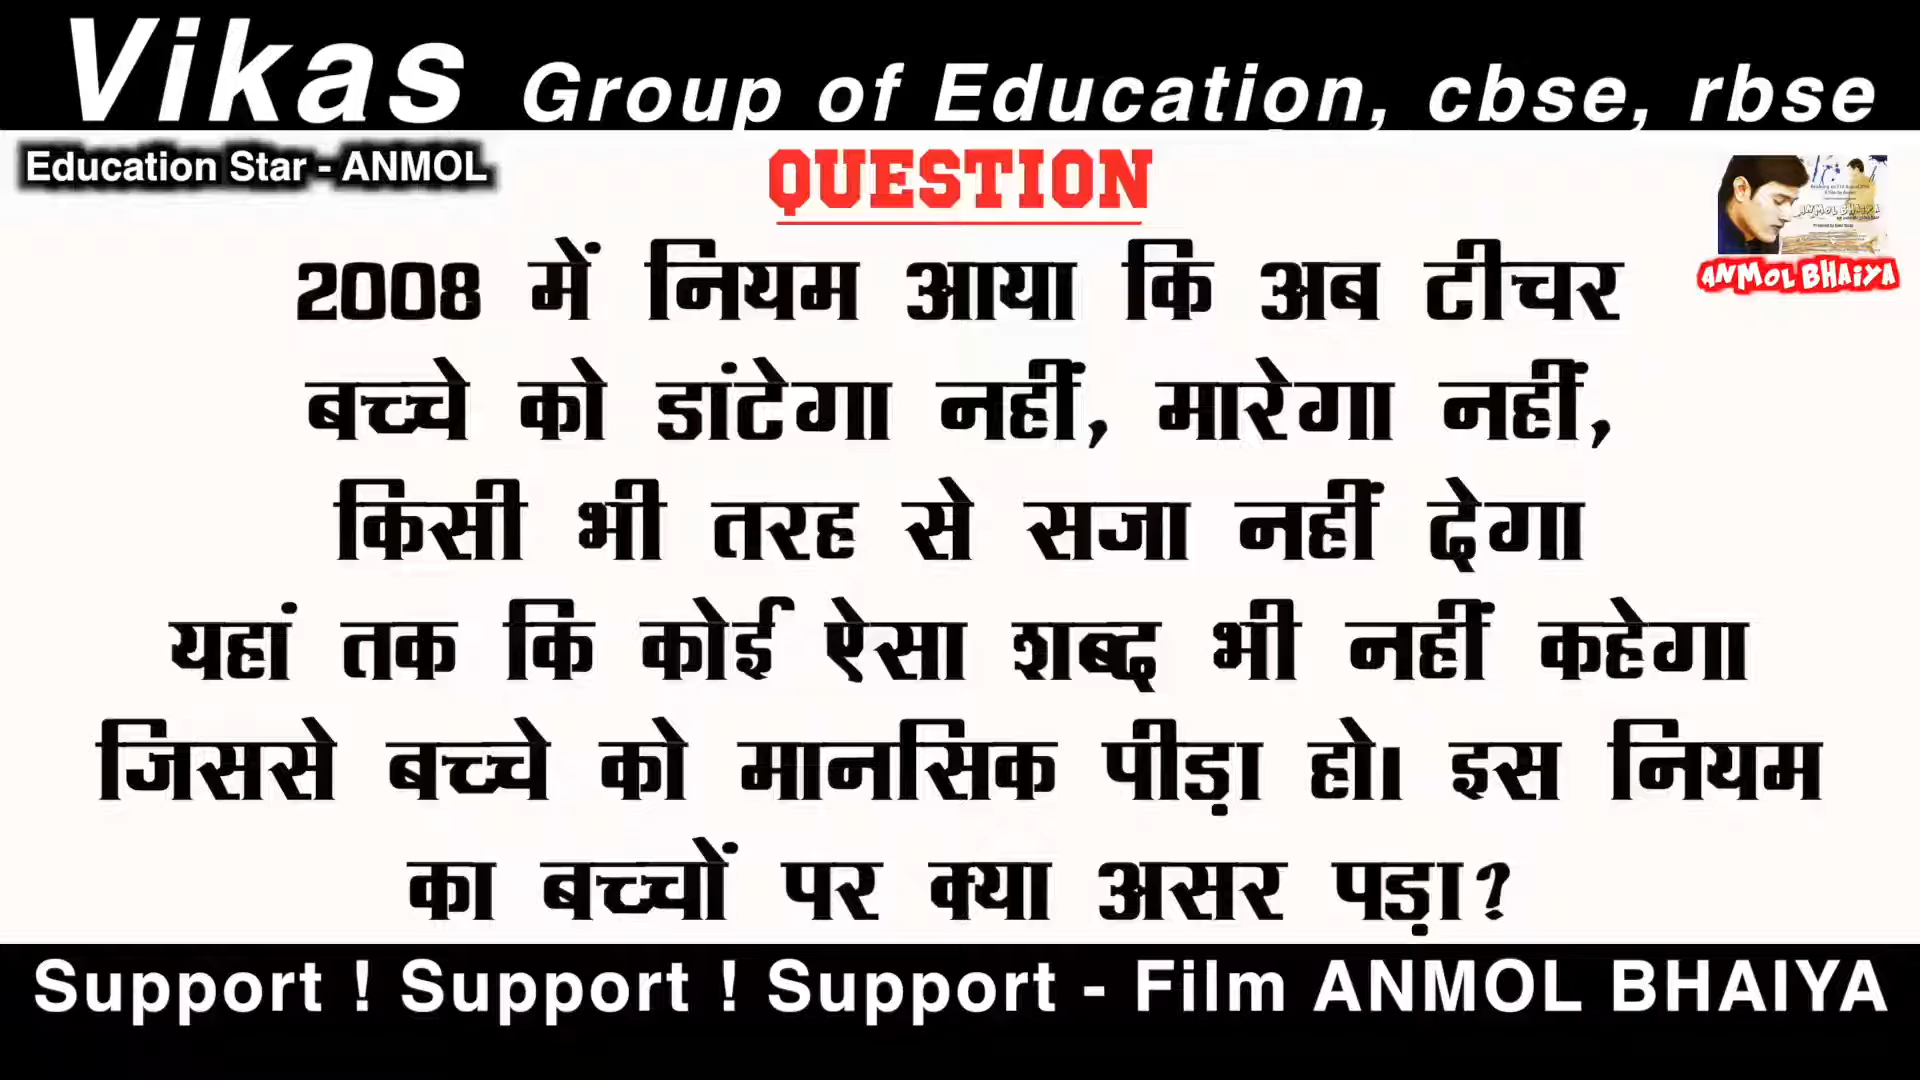 Vikas Group of Education, cbse, rbse
Education Star - ANMOL
QUESTION
2008 में नियम आया कि अब टीचर
बच्चे को डांटेगा नहीं, मारेगा नहीं,
किसी भी तरह से सजा नहीं देगा
यहां तक कि कोई ऐसा शब्द भी नहीं कहेगा
जिससे बच्चे को मानसिक पीड़ा हो। इस नियम
का बच्चों पर क्या असर पड़ा?
ANMOL BHAiYA
ANMOL BHAiYA
Support ! Support ! Support - Film ANMOL BHAIYA